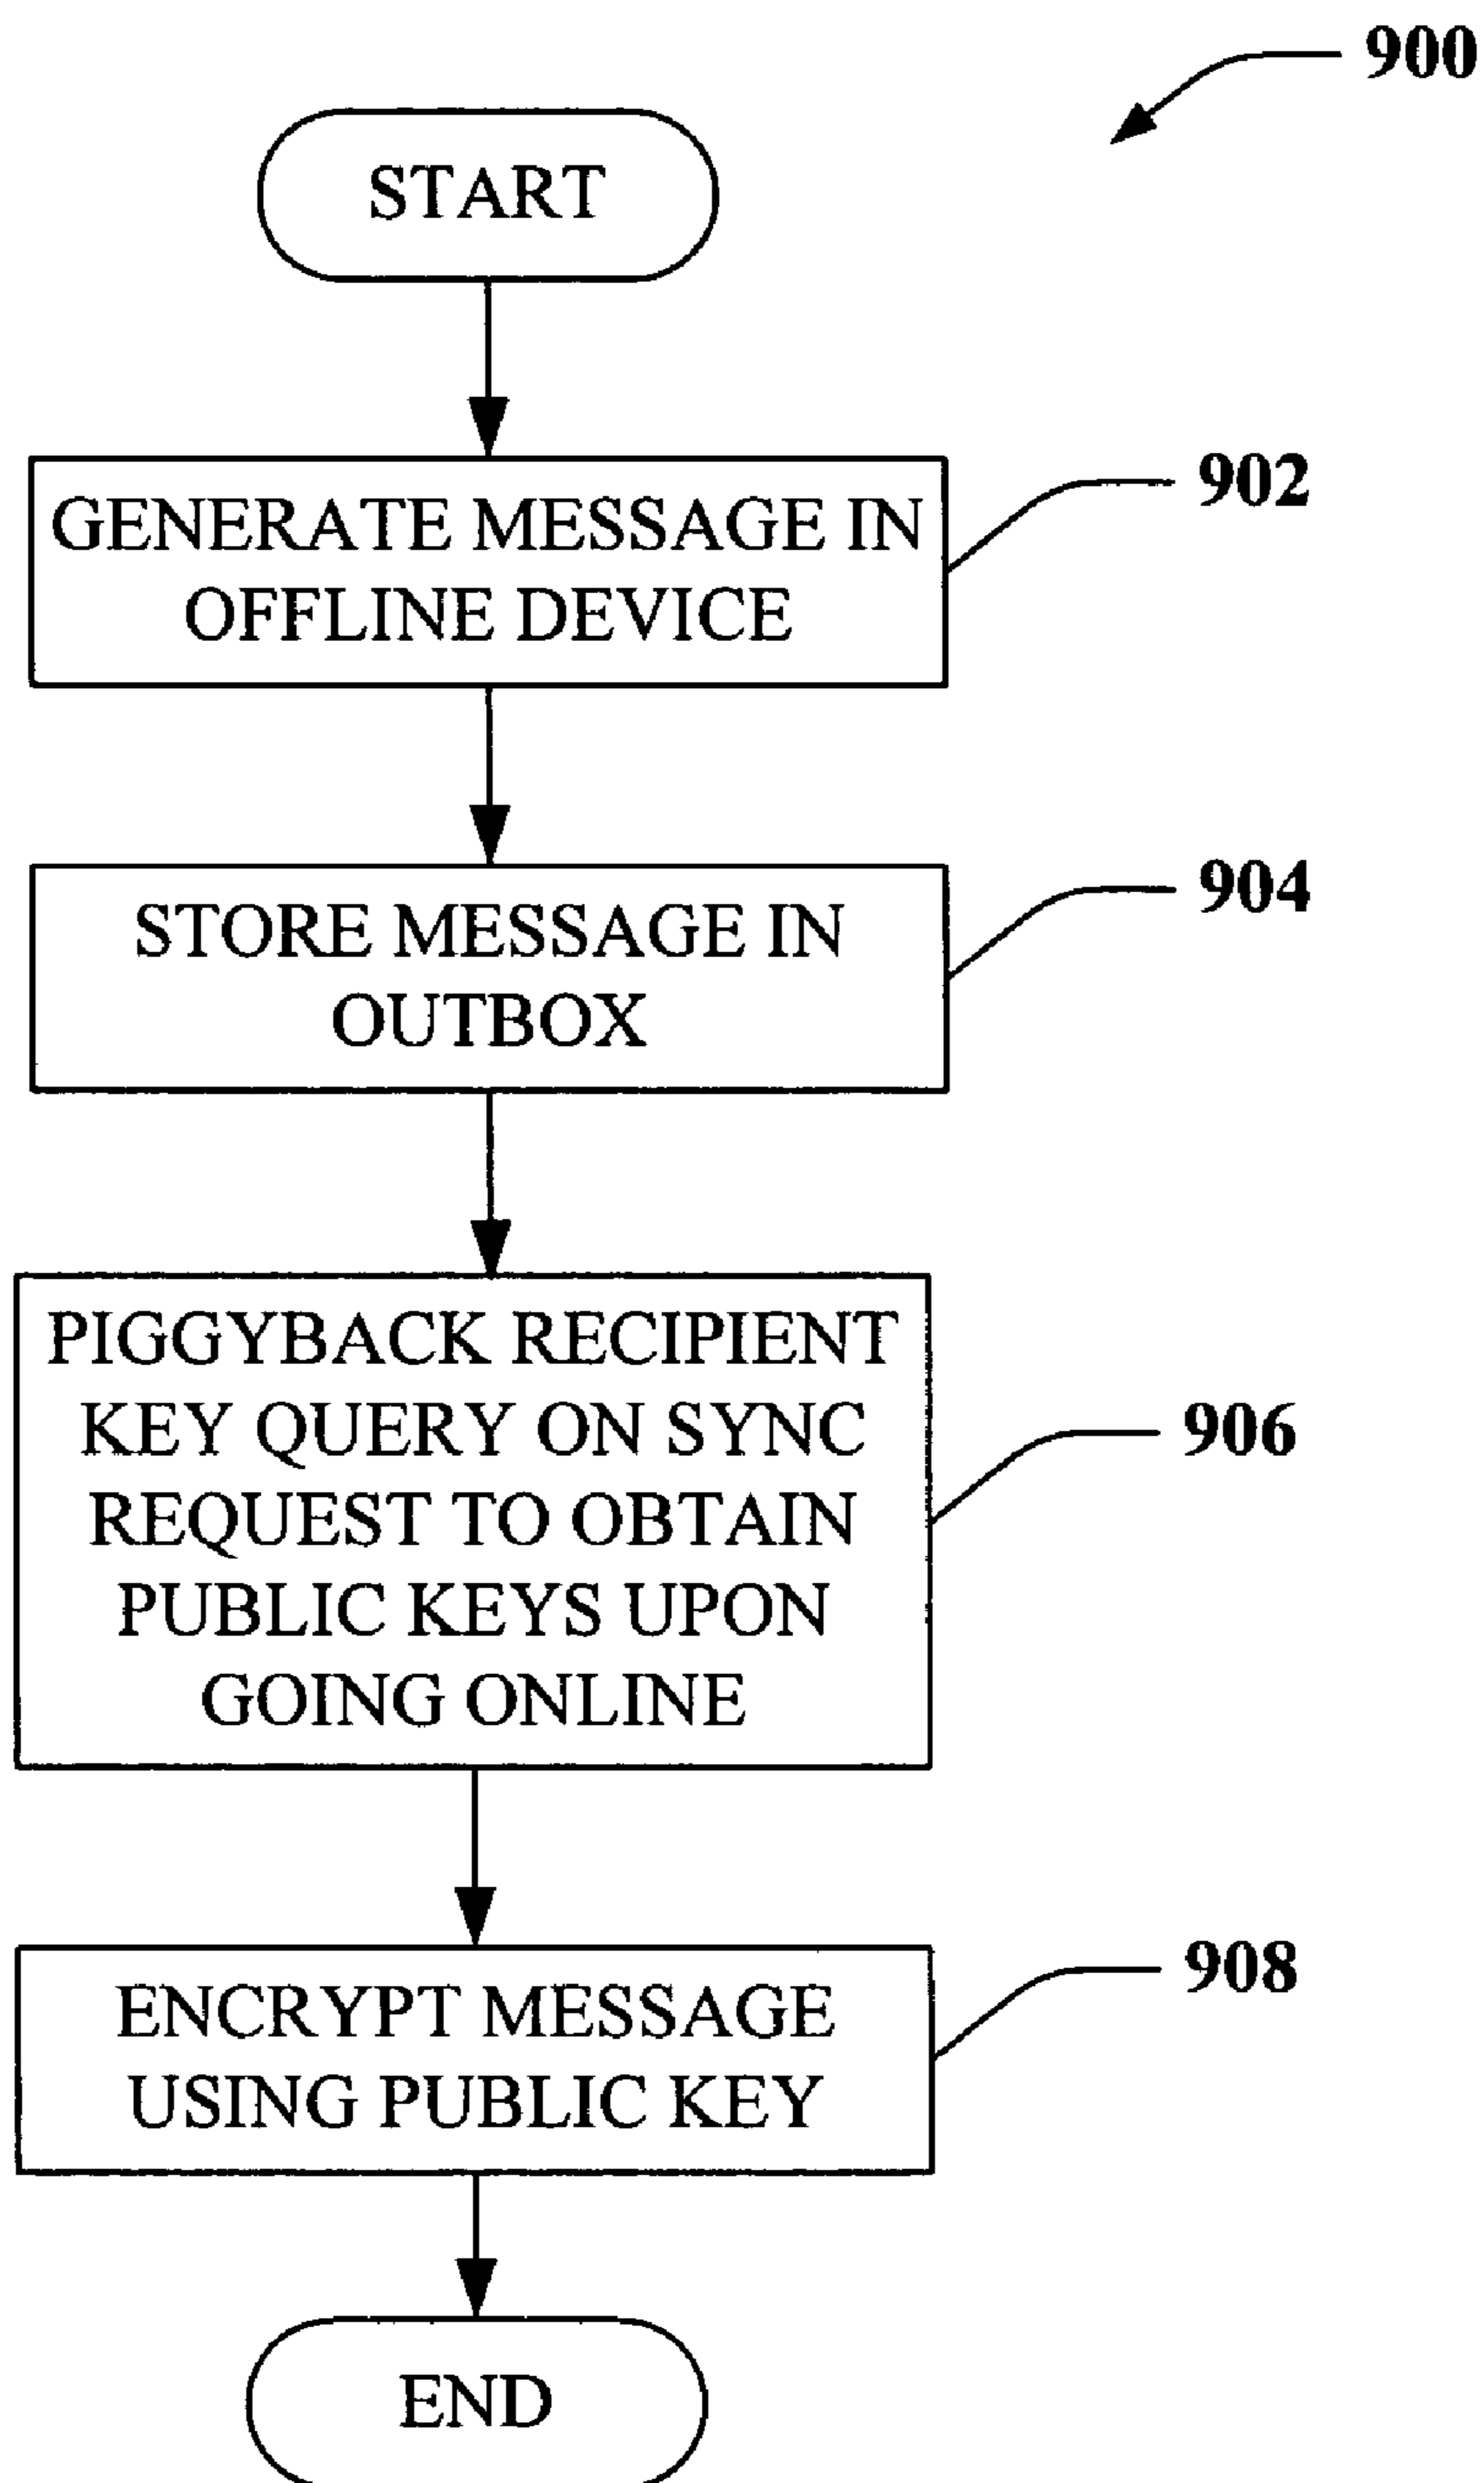 900
START
GENERATE MESSAGE IN
OFFLINE DEVICE
902
STORE MESSAGE IN
OUTBOX
904
PIGGYBACK RECIPIENT
KEY QUERY ON SYNC
REQUEST TO OBTAIN
PUBLIC KEYS UPON
GOING ONLINE
906
ENCRYPT MESSAGE
USING PUBLIC KEY
908
END